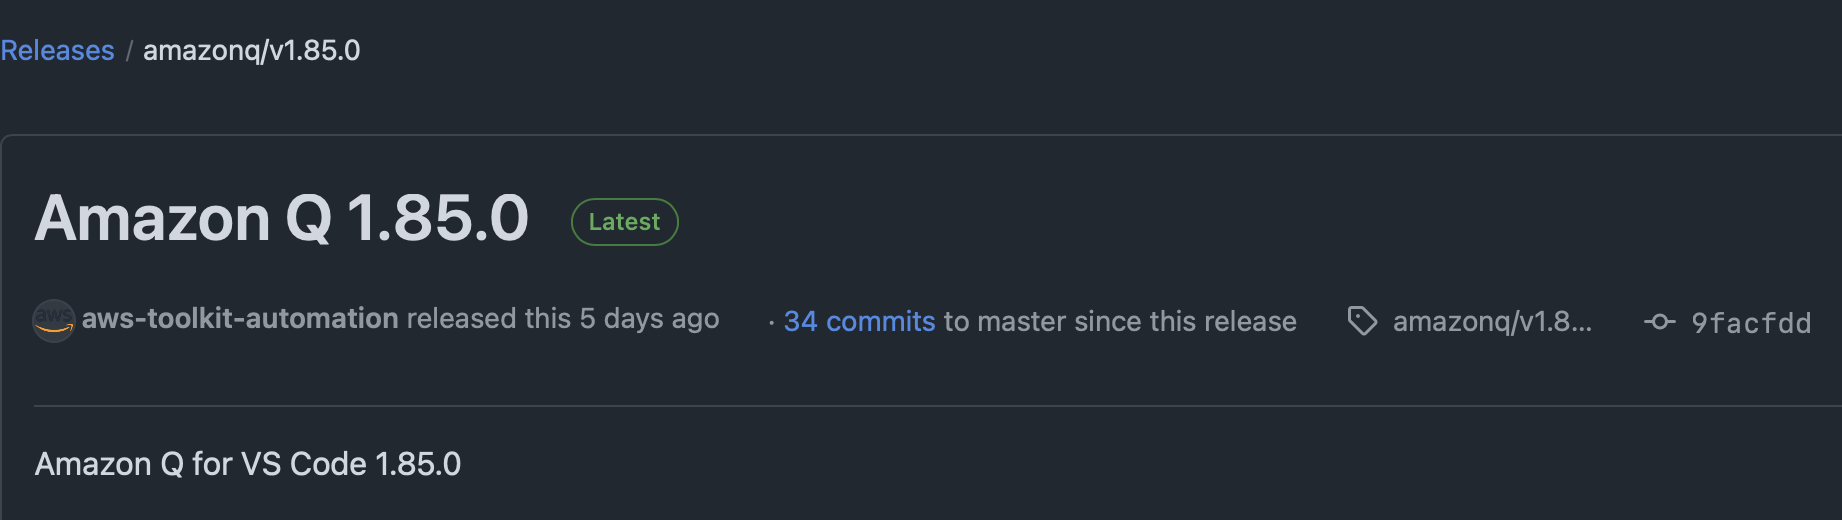 Releases / amazonq/v1.85.0
Amazon Q 1.85.0 Latest
aws aws-toolkit-automation released this 5 days ago · 34 commits to master since this release amazonq/v1.8... 9facfdd
Amazon Q for VS Code 1.85.0